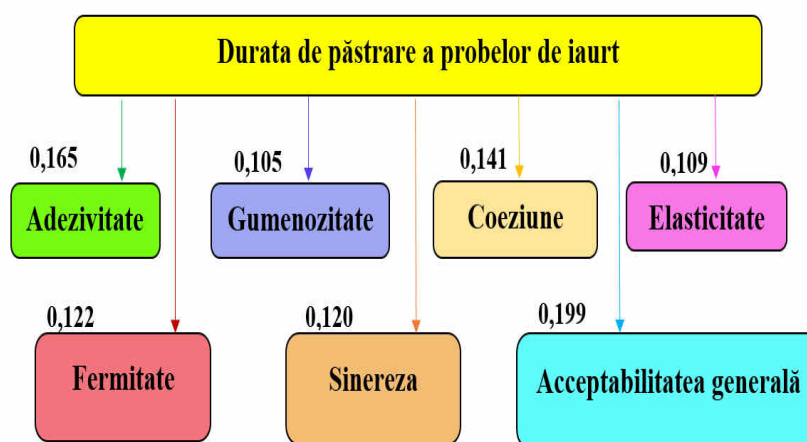 Durata de păstrare a probelor de iaurt
0,165
0,105
0,141
0,109
Adezivitate
Gumenozitate
Coeziune
Elasticitate
0,122
0,120
0,199
Fermitate
Sinereza
Acceptabilitatea generală